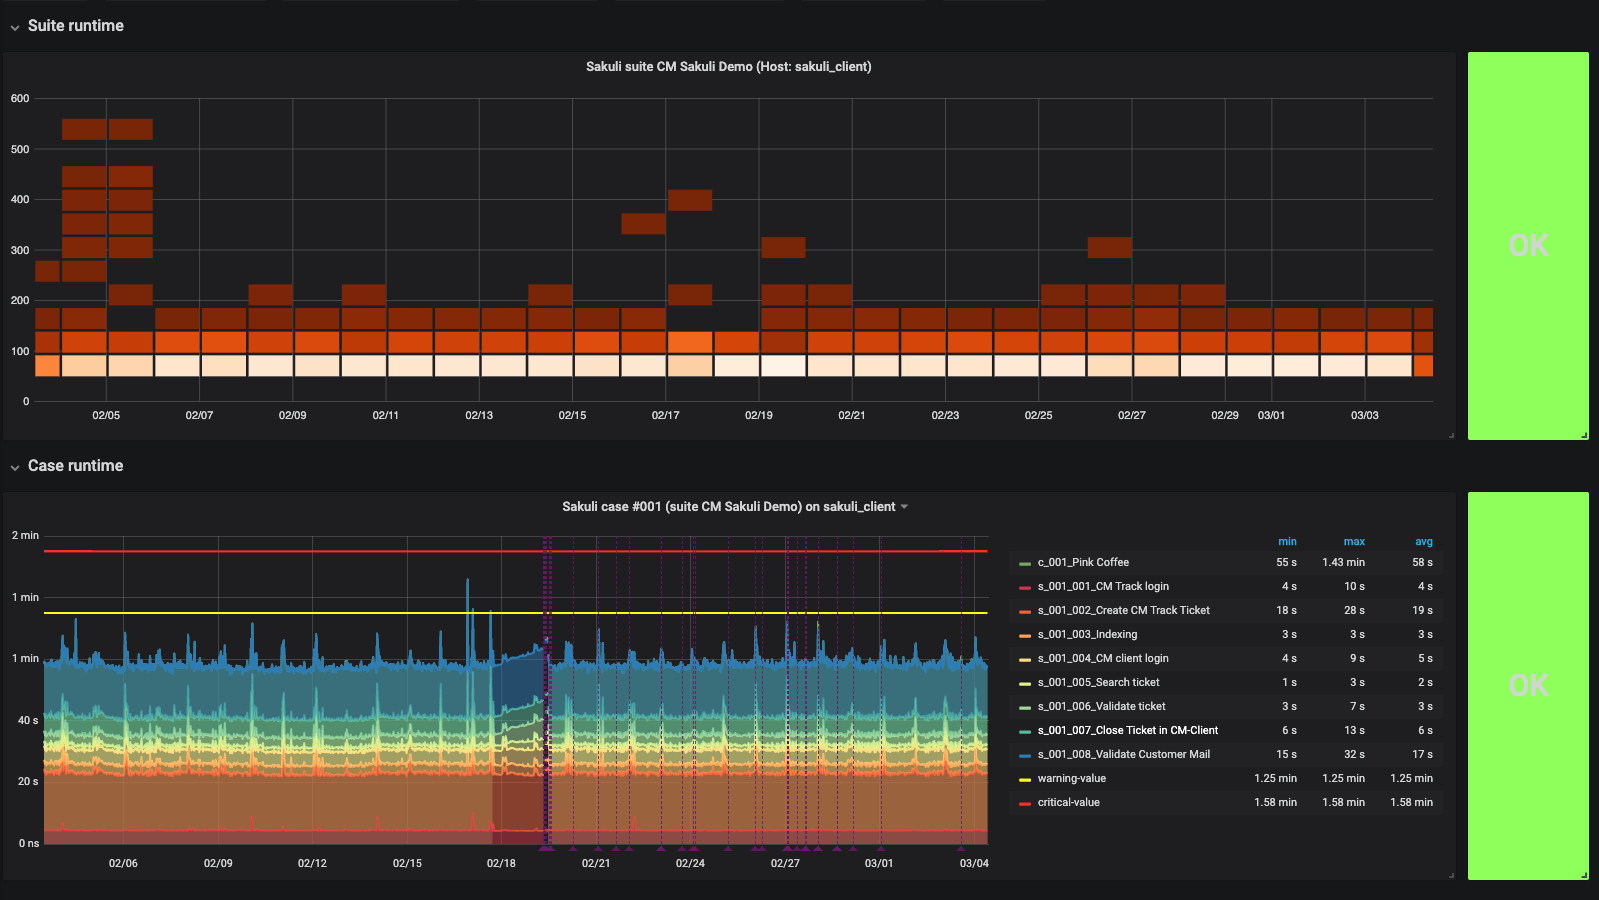 Suite runtime
Sakuli suite CM Sakuli Demo (Host: sakuli_client)
600
500
400
300
200
100
0
02/05 02/07 02/09 02/11 02/13 02/15 02/17 02/19 02/21 02/23 02/25 02/27 02/29 03/01 03/03
OK
Case runtime
Sakuli case #001 (suite CM Sakuli Demo) on sakuli_client
2 min
1 min
1 min
40 s
20 s
0 ns
02/06 02/09 02/12 02/15 02/18 02/21 02/24 02/27 03/01 03/04
min max avg
c_001_Pink Coffee 55 s 1.43 min 58 s
s_001_001_CM Track login 4 s 10 s 4 s
s_001_002_Create CM Track Ticket 18 s 28 s 19 s
s_001_003_Indexing 3 s 3 s 3 s
s_001_004_CM client login 4 s 9 s 5 s
s_001_005_Search ticket 1 s 3 s 2 s
s_001_006_Validate ticket 3 s 7 s 3 s
s_001_007_Close Ticket in CM-Client 6 s 13 s 6 s
s_001_008_Validate Customer Mail 15 s 32 s 17 s
warning-value 1.25 min 1.25 min 1.25 min
critical-value 1.58 min 1.58 min 1.58 min
OK